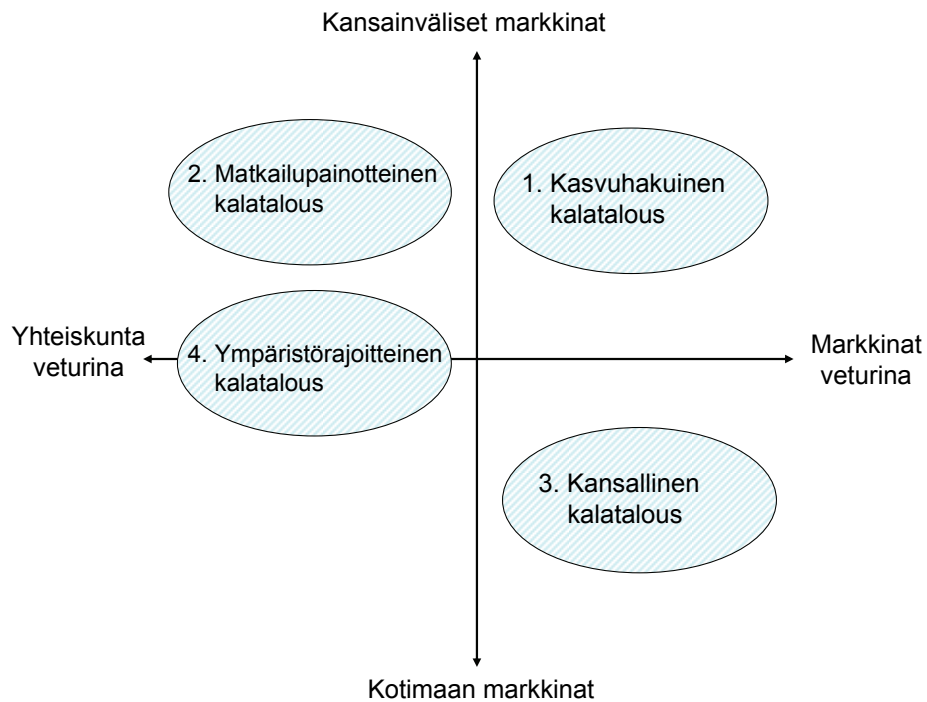 Kansainväliset markkinat
2. Matkailupainotteinen
kalatalous
1. Kasvuhakuinen
kalatalous
Yhteiskunta
veturina
4. Ympäristörajoitteinen
kalatalous
Markkinat
veturina
3. Kansallinen
kalatalous
Kotimaan markkinat